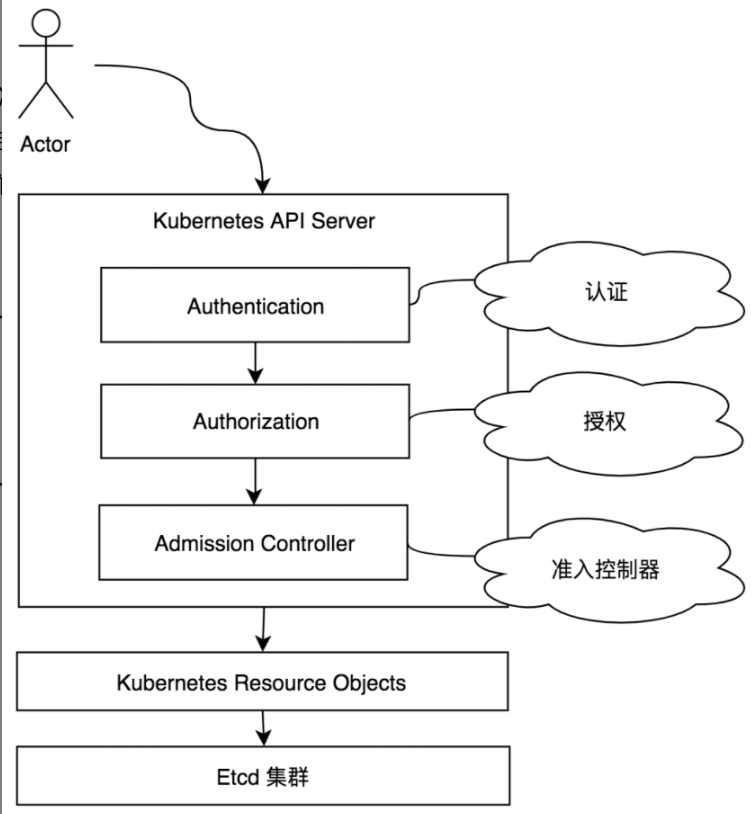 Actor
Kubernetes API Server
Authentication
认证
Authorization
授权
Admission Controller
准入控制器
Kubernetes Resource Objects
Etcd 集群